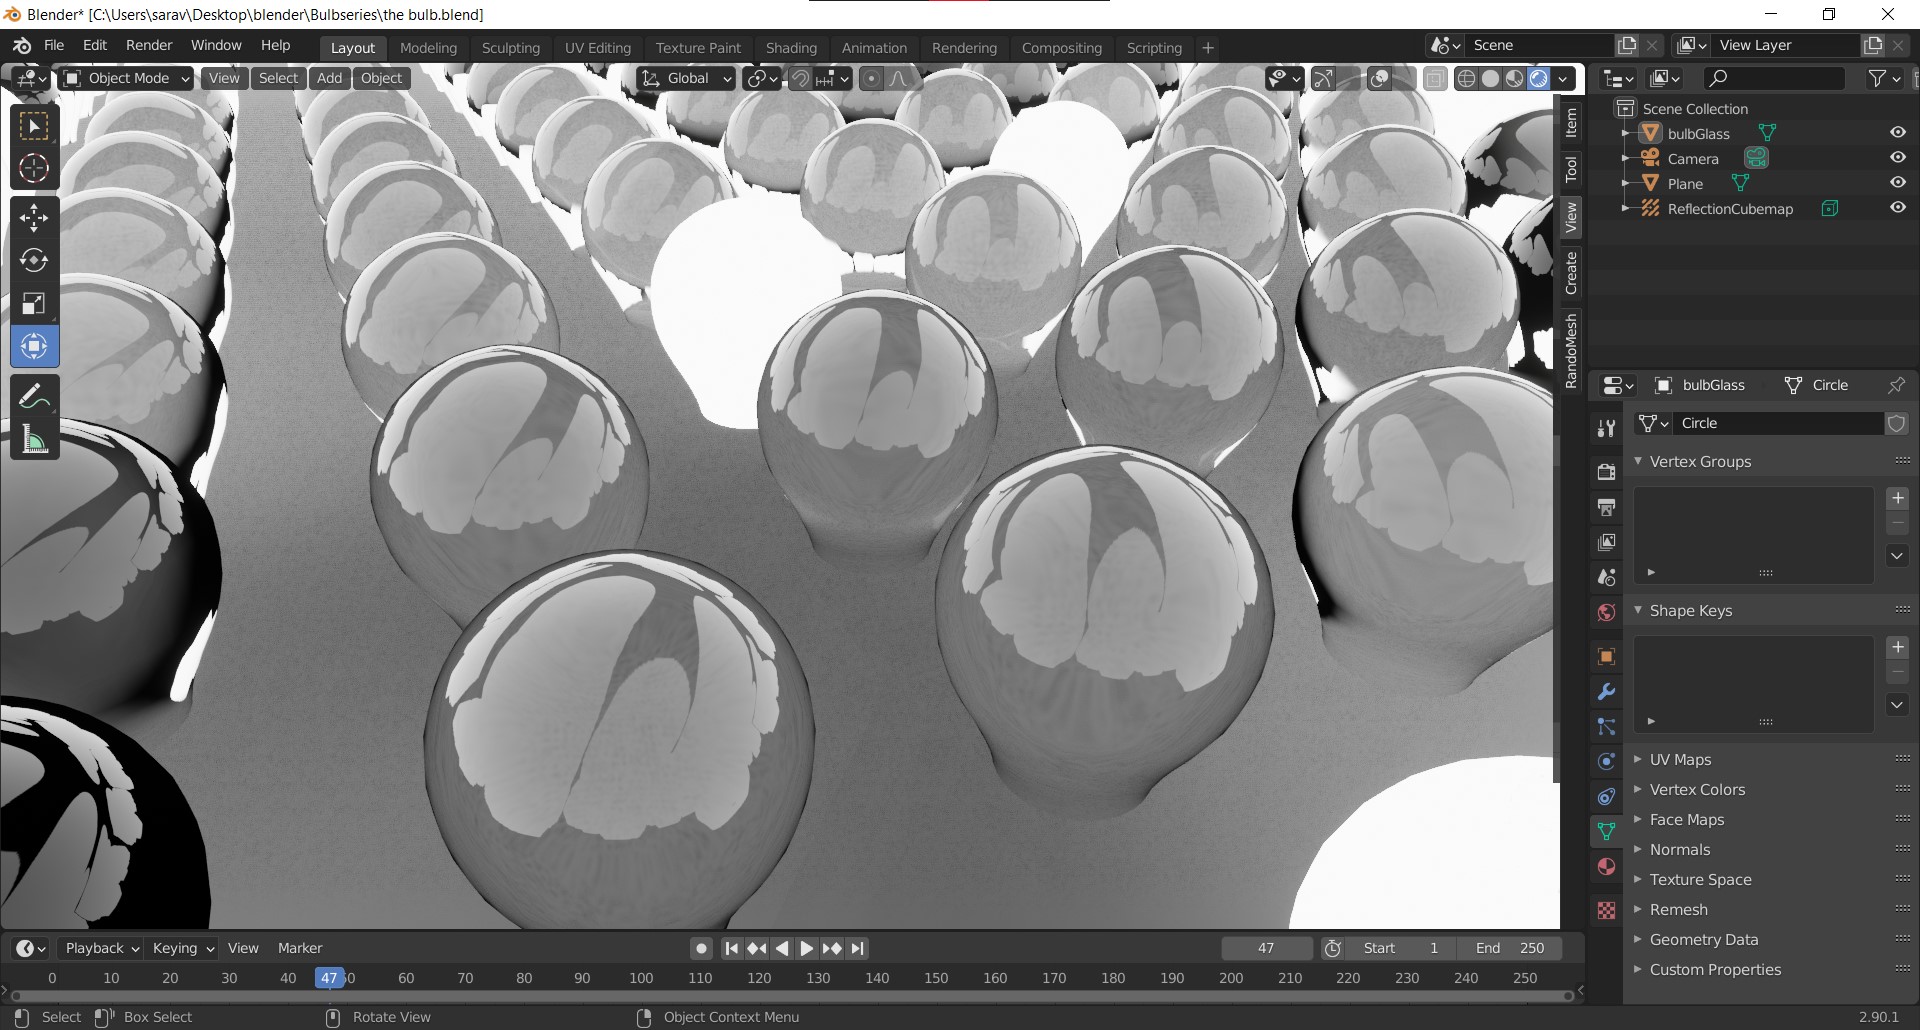 Blender* [C:\Users\sarav\Desktop\blender\Bulbseries\the bulb.blend]
File Edit Render Window Help Layout Modeling Sculpting UV Editing Texture Paint Shading Animation Rendering Compositing Scripting + Scene View Layer
Object Mode View Select Add Object Global
Item
Tool
View
Create
RandoMesh
Scene Collection
bulbGlass
Camera
Plane
ReflectionCubemap
bulbGlass Circle
Circle
Vertex Groups
Shape Keys
UV Maps
Vertex Colors
Face Maps
Normals
Texture Space
Remesh
Geometry Data
Custom Properties
Playback Keying View Marker 47 Start 1 End 250
0 10 20 30 40 47 50 60 70 80 90 100 110 120 130 140 150 160 170 180 190 200 210 220 230 240 250
Select Box Select Rotate View Object Context Menu 2.90.1